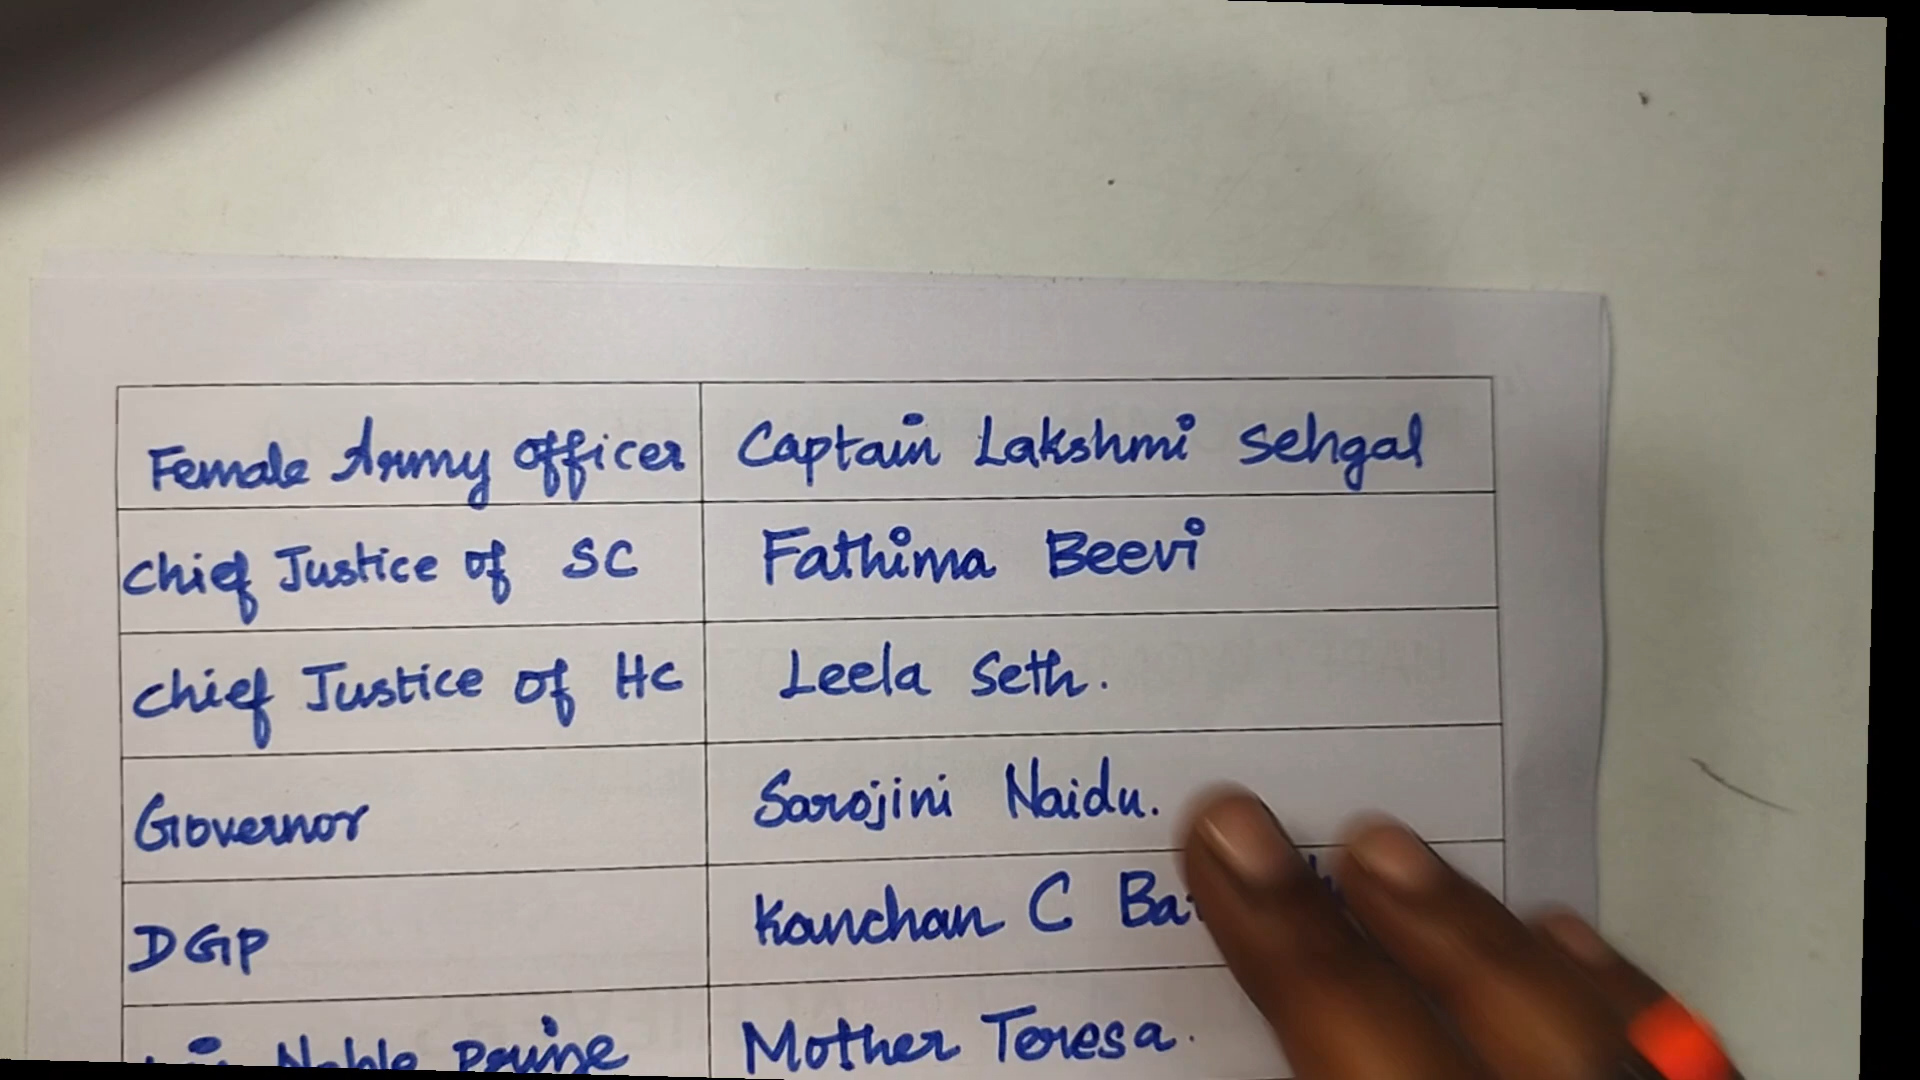 Female Army officer Captain Lakshmi Sehgal
Chief Justice of SC Fathima Beevi
Chief Justice of HC Leela Seth.
Governor Sarojini Naidu.
DGP Kanchan C
Noble Prize Mother Teresa.